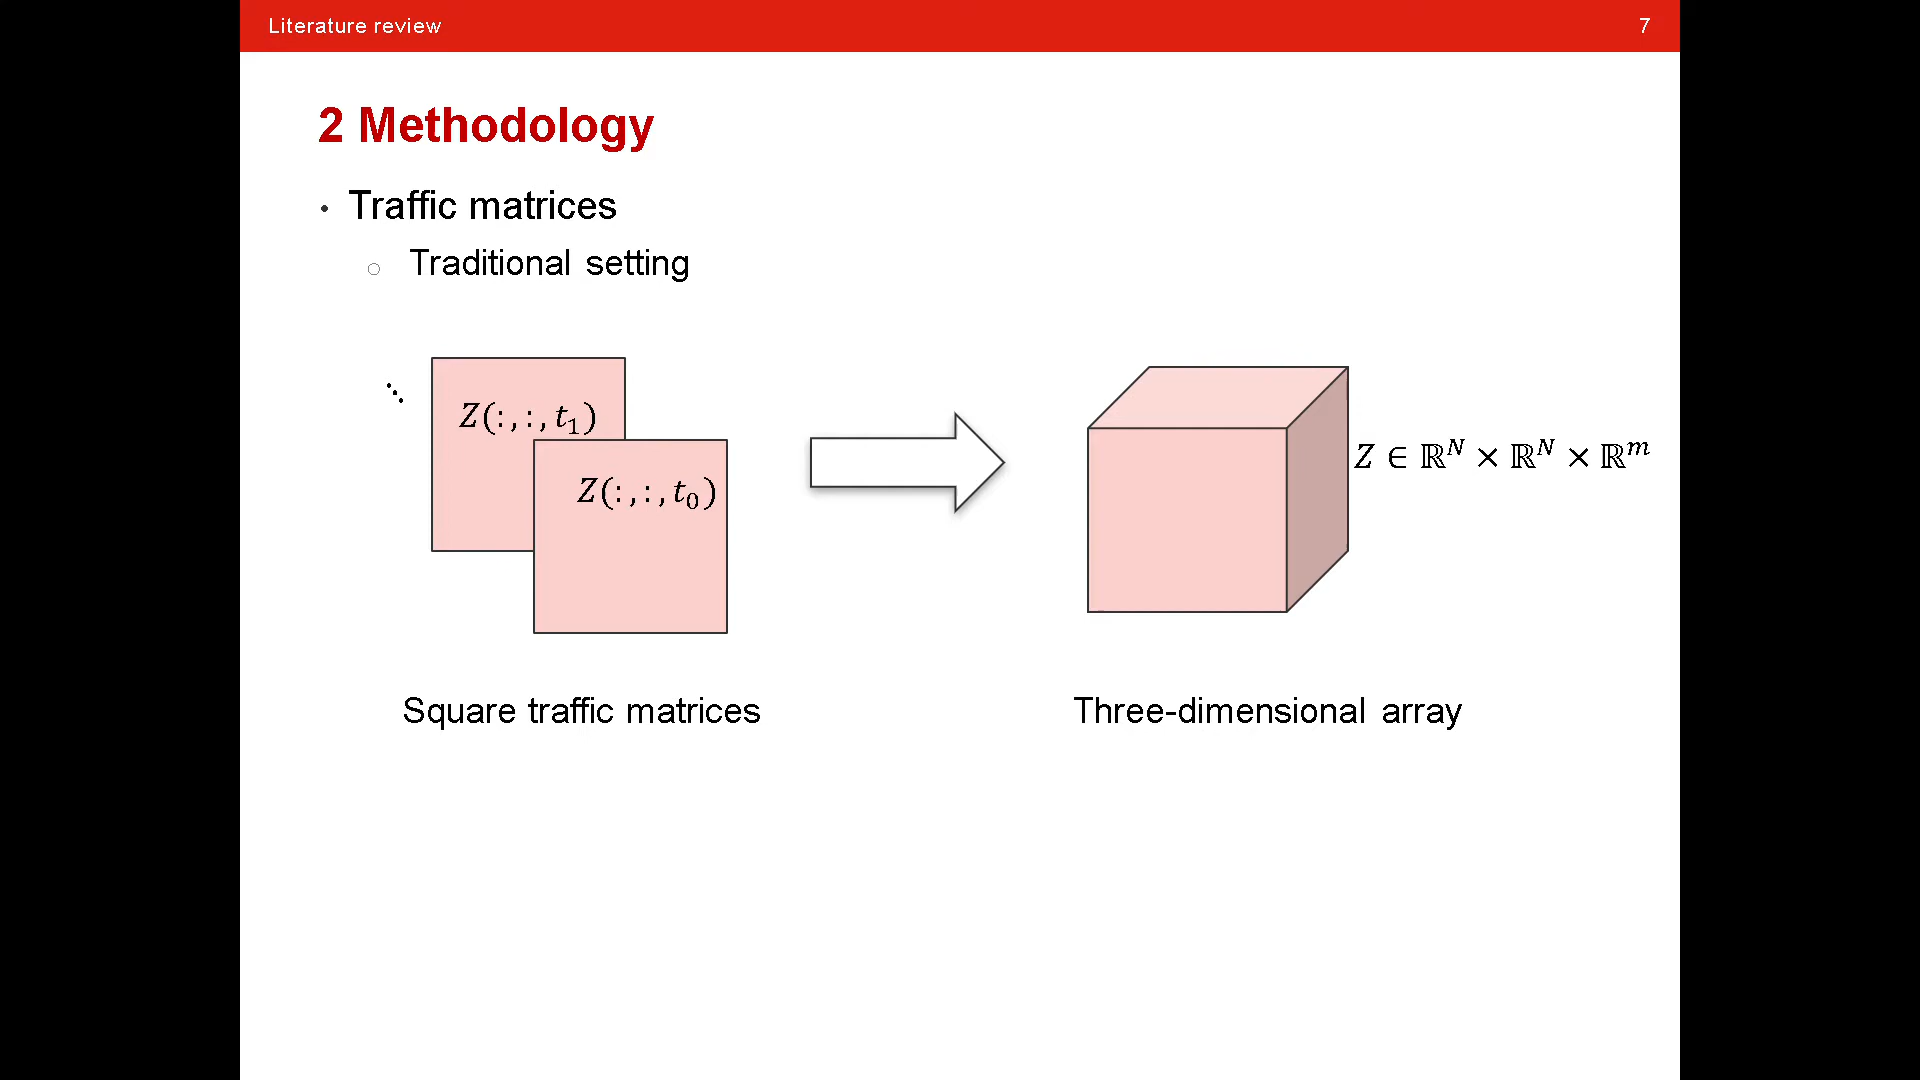 Literature review 7
2 Methodology
• Traffic matrices
○ Traditional setting
⋱
Z(:,:,t₁)
Z(:,:,t₀)
Z ∈ ℝᴺ × ℝᴺ × ℝᵐ
Square traffic matrices
Three-dimensional array